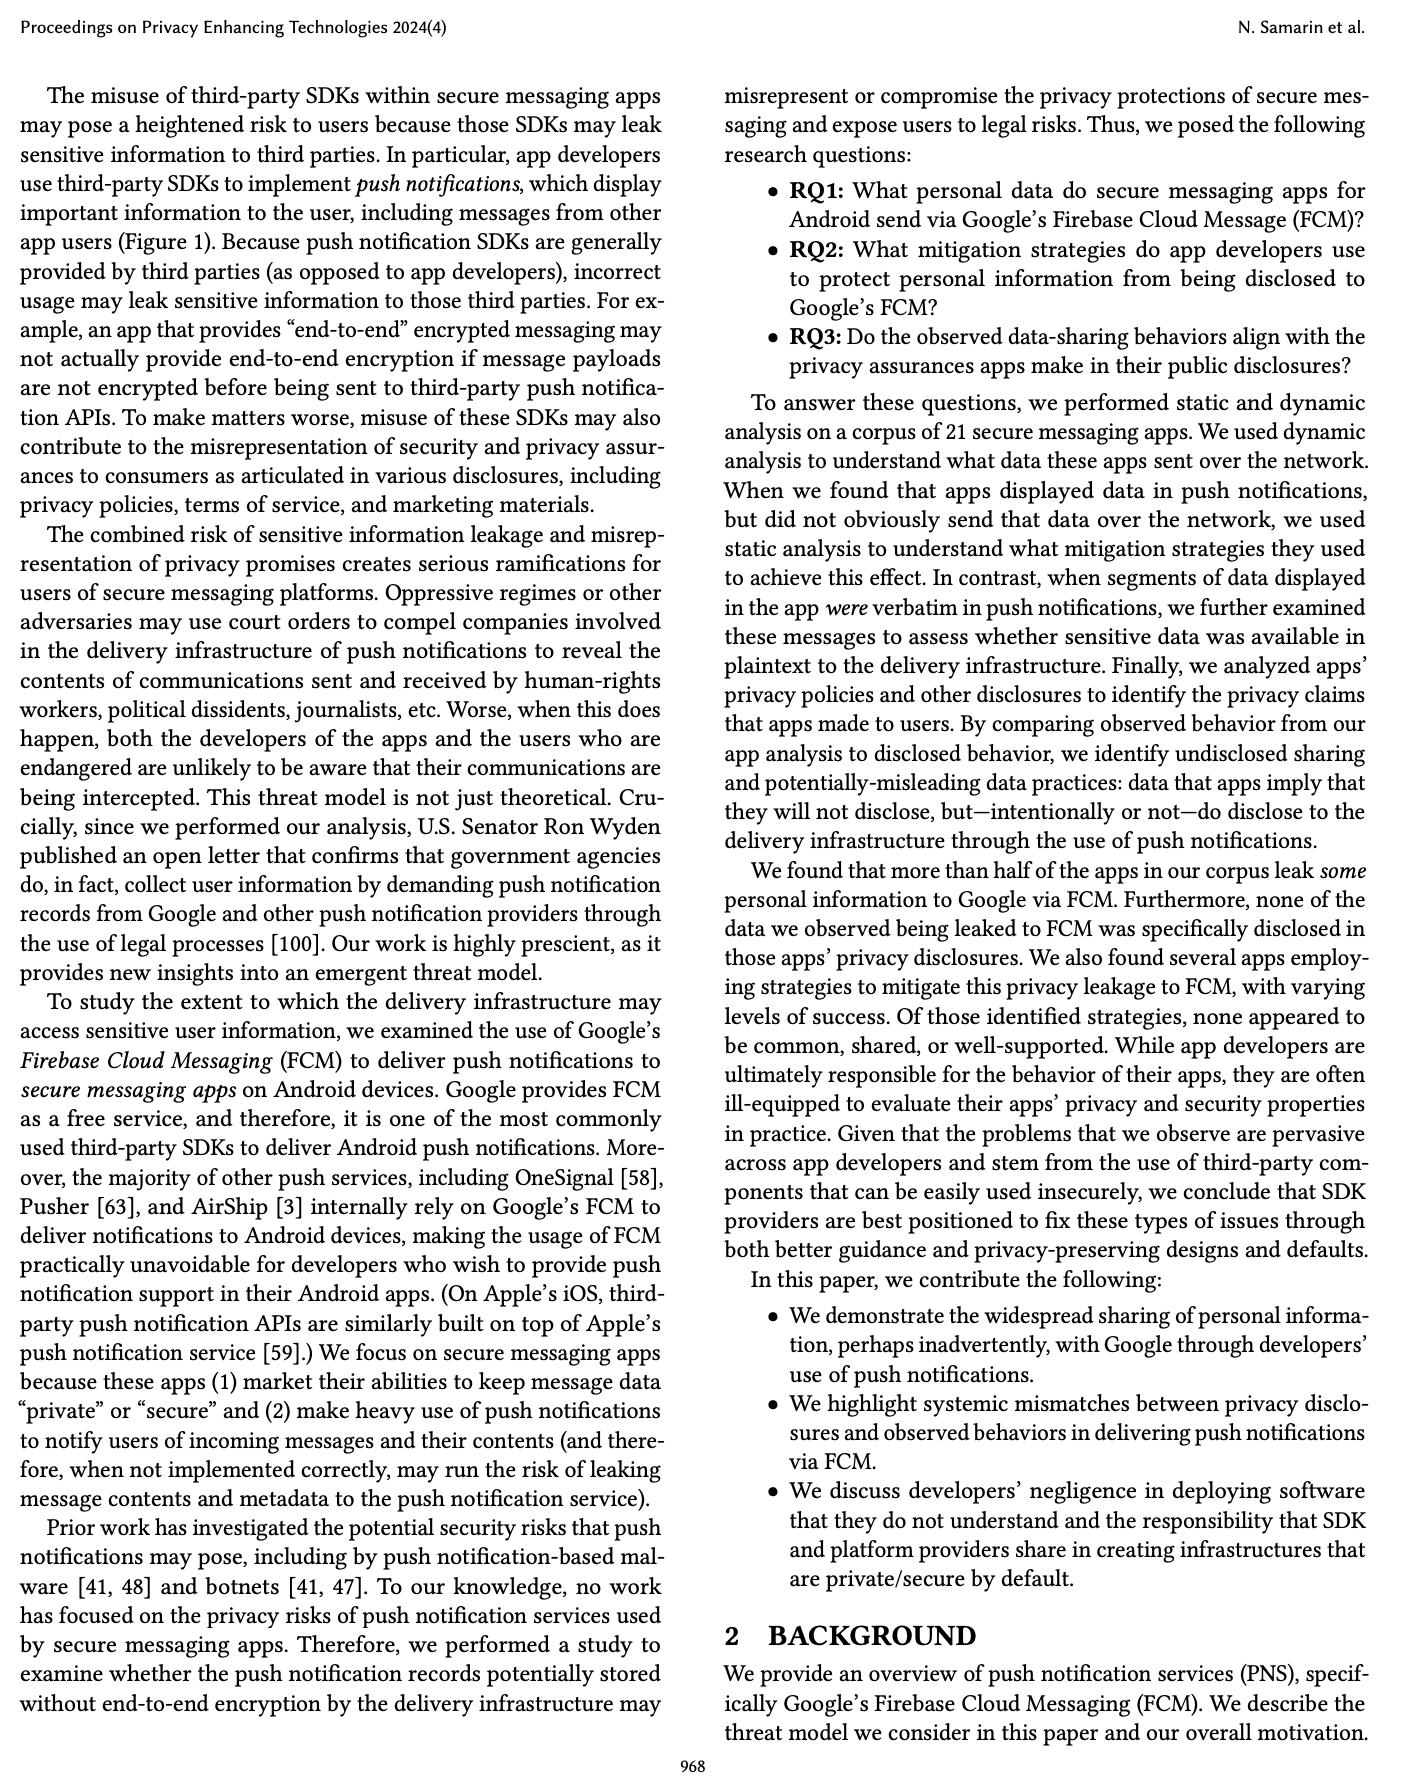 Proceedings on Privacy Enhancing Technologies 2024(4)
N. Samarin et al.
The misuse of third-party SDKs within secure messaging apps
may pose a heightened risk to users because those SDKs may leak
sensitive information to third parties. In particular, app developers
use third-party SDKs to implement push notifications, which display
important information to the user, including messages from other
app users (Figure 1). Because push notification SDKs are generally
provided by third parties (as opposed to app developers), incorrect
usage may leak sensitive information to those third parties. For ex-
ample, an app that provides “end-to-end” encrypted messaging may
not actually provide end-to-end encryption if message payloads
are not encrypted before being sent to third-party push notifica-
tion APIs. To make matters worse, misuse of these SDKs may also
contribute to the misrepresentation of security and privacy assur-
ances to consumers as articulated in various disclosures, including
privacy policies, terms of service, and marketing materials.
The combined risk of sensitive information leakage and misrep-
resentation of privacy promises creates serious ramifications for
users of secure messaging platforms. Oppressive regimes or other
adversaries may use court orders to compel companies involved
in the delivery infrastructure of push notifications to reveal the
contents of communications sent and received by human-rights
workers, political dissidents, journalists, etc. Worse, when this does
happen, both the developers of the apps and the users who are
endangered are unlikely to be aware that their communications are
being intercepted. This threat model is not just theoretical. Cru-
cially, since we performed our analysis, U.S. Senator Ron Wyden
published an open letter that confirms that government agencies
do, in fact, collect user information by demanding push notification
records from Google and other push notification providers through
the use of legal processes [100]. Our work is highly prescient, as it
provides new insights into an emergent threat model.
To study the extent to which the delivery infrastructure may
access sensitive user information, we examined the use of Google’s
Firebase Cloud Messaging (FCM) to deliver push notifications to
secure messaging apps on Android devices. Google provides FCM
as a free service, and therefore, it is one of the most commonly
used third-party SDKs to deliver Android push notifications. More-
over, the majority of other push services, including OneSignal [58],
Pusher [63], and AirShip [3] internally rely on Google’s FCM to
deliver notifications to Android devices, making the usage of FCM
practically unavoidable for developers who wish to provide push
notification support in their Android apps. (On Apple’s iOS, third-
party push notification APIs are similarly built on top of Apple’s
push notification service [59].) We focus on secure messaging apps
because these apps (1) market their abilities to keep message data
“private” or “secure” and (2) make heavy use of push notifications
to notify users of incoming messages and their contents (and there-
fore, when not implemented correctly, may run the risk of leaking
message contents and metadata to the push notification service).
Prior work has investigated the potential security risks that push
notifications may pose, including by push notification-based mal-
ware [41, 48] and botnets [41, 47]. To our knowledge, no work
has focused on the privacy risks of push notification services used
by secure messaging apps. Therefore, we performed a study to
examine whether the push notification records potentially stored
without end-to-end encryption by the delivery infrastructure may
misrepresent or compromise the privacy protections of secure mes-
saging and expose users to legal risks. Thus, we posed the following
research questions:
• RQ1: What personal data do secure messaging apps for
Android send via Google’s Firebase Cloud Message (FCM)?
• RQ2: What mitigation strategies do app developers use
to protect personal information from being disclosed to
Google’s FCM?
• RQ3: Do the observed data-sharing behaviors align with the
privacy assurances apps make in their public disclosures?
To answer these questions, we performed static and dynamic
analysis on a corpus of 21 secure messaging apps. We used dynamic
analysis to understand what data these apps sent over the network.
When we found that apps displayed data in push notifications,
but did not obviously send that data over the network, we used
static analysis to understand what mitigation strategies they used
to achieve this effect. In contrast, when segments of data displayed
in the app were verbatim in push notifications, we further examined
these messages to assess whether sensitive data was available in
plaintext to the delivery infrastructure. Finally, we analyzed apps’
privacy policies and other disclosures to identify the privacy claims
that apps made to users. By comparing observed behavior from our
app analysis to disclosed behavior, we identify undisclosed sharing
and potentially-misleading data practices: data that apps imply that
they will not disclose, but—intentionally or not—do disclose to the
delivery infrastructure through the use of push notifications.
We found that more than half of the apps in our corpus leak some
personal information to Google via FCM. Furthermore, none of the
data we observed being leaked to FCM was specifically disclosed in
those apps’ privacy disclosures. We also found several apps employ-
ing strategies to mitigate this privacy leakage to FCM, with varying
levels of success. Of those identified strategies, none appeared to
be common, shared, or well-supported. While app developers are
ultimately responsible for the behavior of their apps, they are often
ill-equipped to evaluate their apps’ privacy and security properties
in practice. Given that the problems that we observe are pervasive
across app developers and stem from the use of third-party com-
ponents that can be easily used insecurely, we conclude that SDK
providers are best positioned to fix these types of issues through
both better guidance and privacy-preserving designs and defaults.
In this paper, we contribute the following:
• We demonstrate the widespread sharing of personal informa-
tion, perhaps inadvertently, with Google through developers’
use of push notifications.
• We highlight systemic mismatches between privacy disclo-
sures and observed behaviors in delivering push notifications
via FCM.
• We discuss developers’ negligence in deploying software
that they do not understand and the responsibility that SDK
and platform providers share in creating infrastructures that
are private/secure by default.
2 BACKGROUND
We provide an overview of push notification services (PNS), specif-
ically Google’s Firebase Cloud Messaging (FCM). We describe the
threat model we consider in this paper and our overall motivation.
968